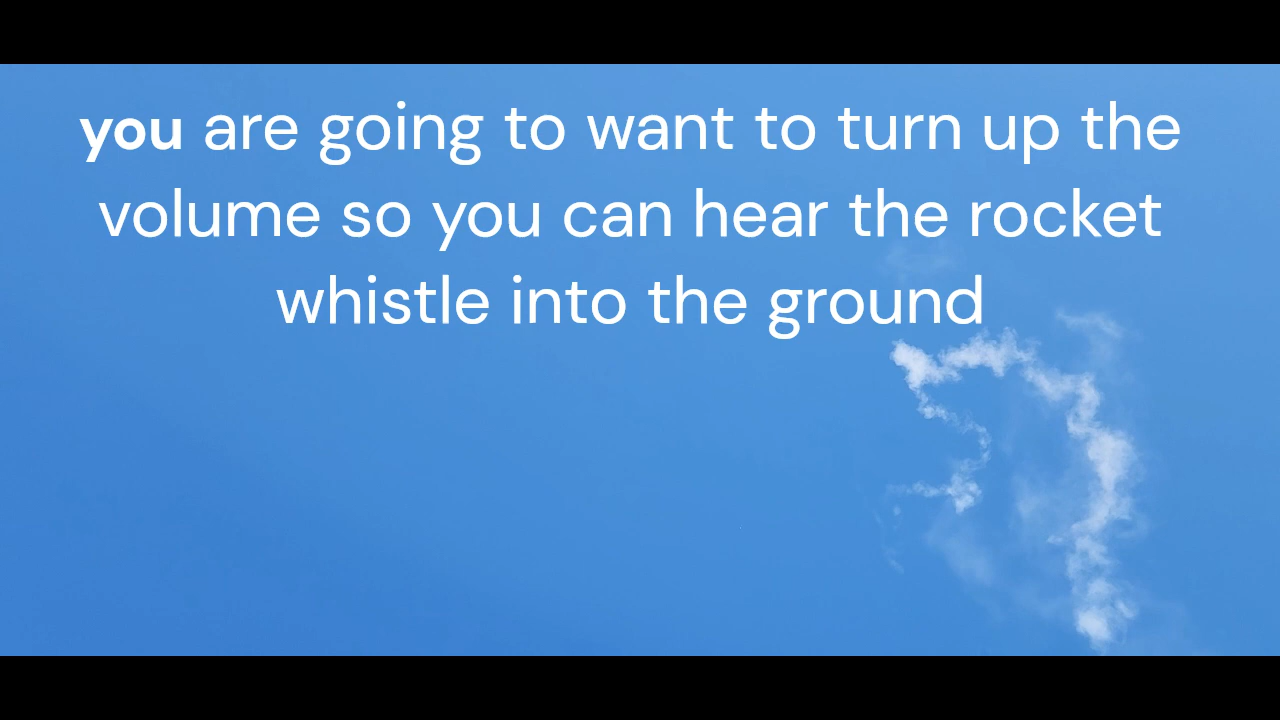 you are going to want to turn up the
volume so you can hear the rocket
whistle into the ground